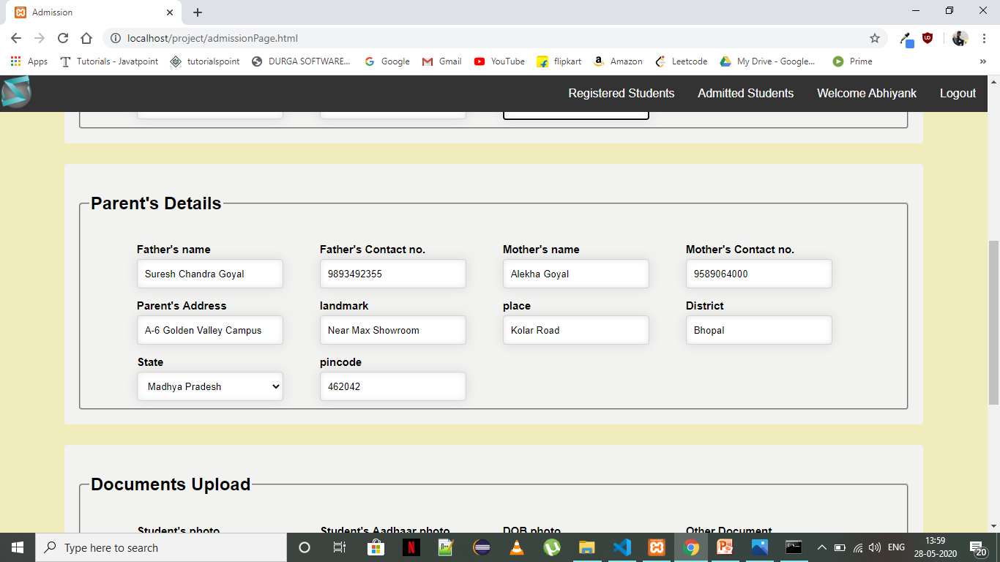 Admission
localhost/project/admissionPage.html
Apps Tutorials - Javatpoint tutorialspoint DURGA SOFTWARE... Google Gmail YouTube flipkart Amazon Leetcode My Drive - Google... Prime »
Registered Students Admitted Students Welcome Abhiyank Logout
Parent's Details
Father's name Father's Contact no. Mother's name Mother's Contact no.
Suresh Chandra Goyal 9893492355 Alekha Goyal 9589064000
Parent's Address landmark place District
A-6 Golden Valley Campus Near Max Showroom Kolar Road Bhopal
State pincode
Madhya Pradesh 462042
Documents Upload
Student's photo Student's Aadhaar photo DOB photo Other Document
Type here to search ENG 13:59
28-05-2020 20